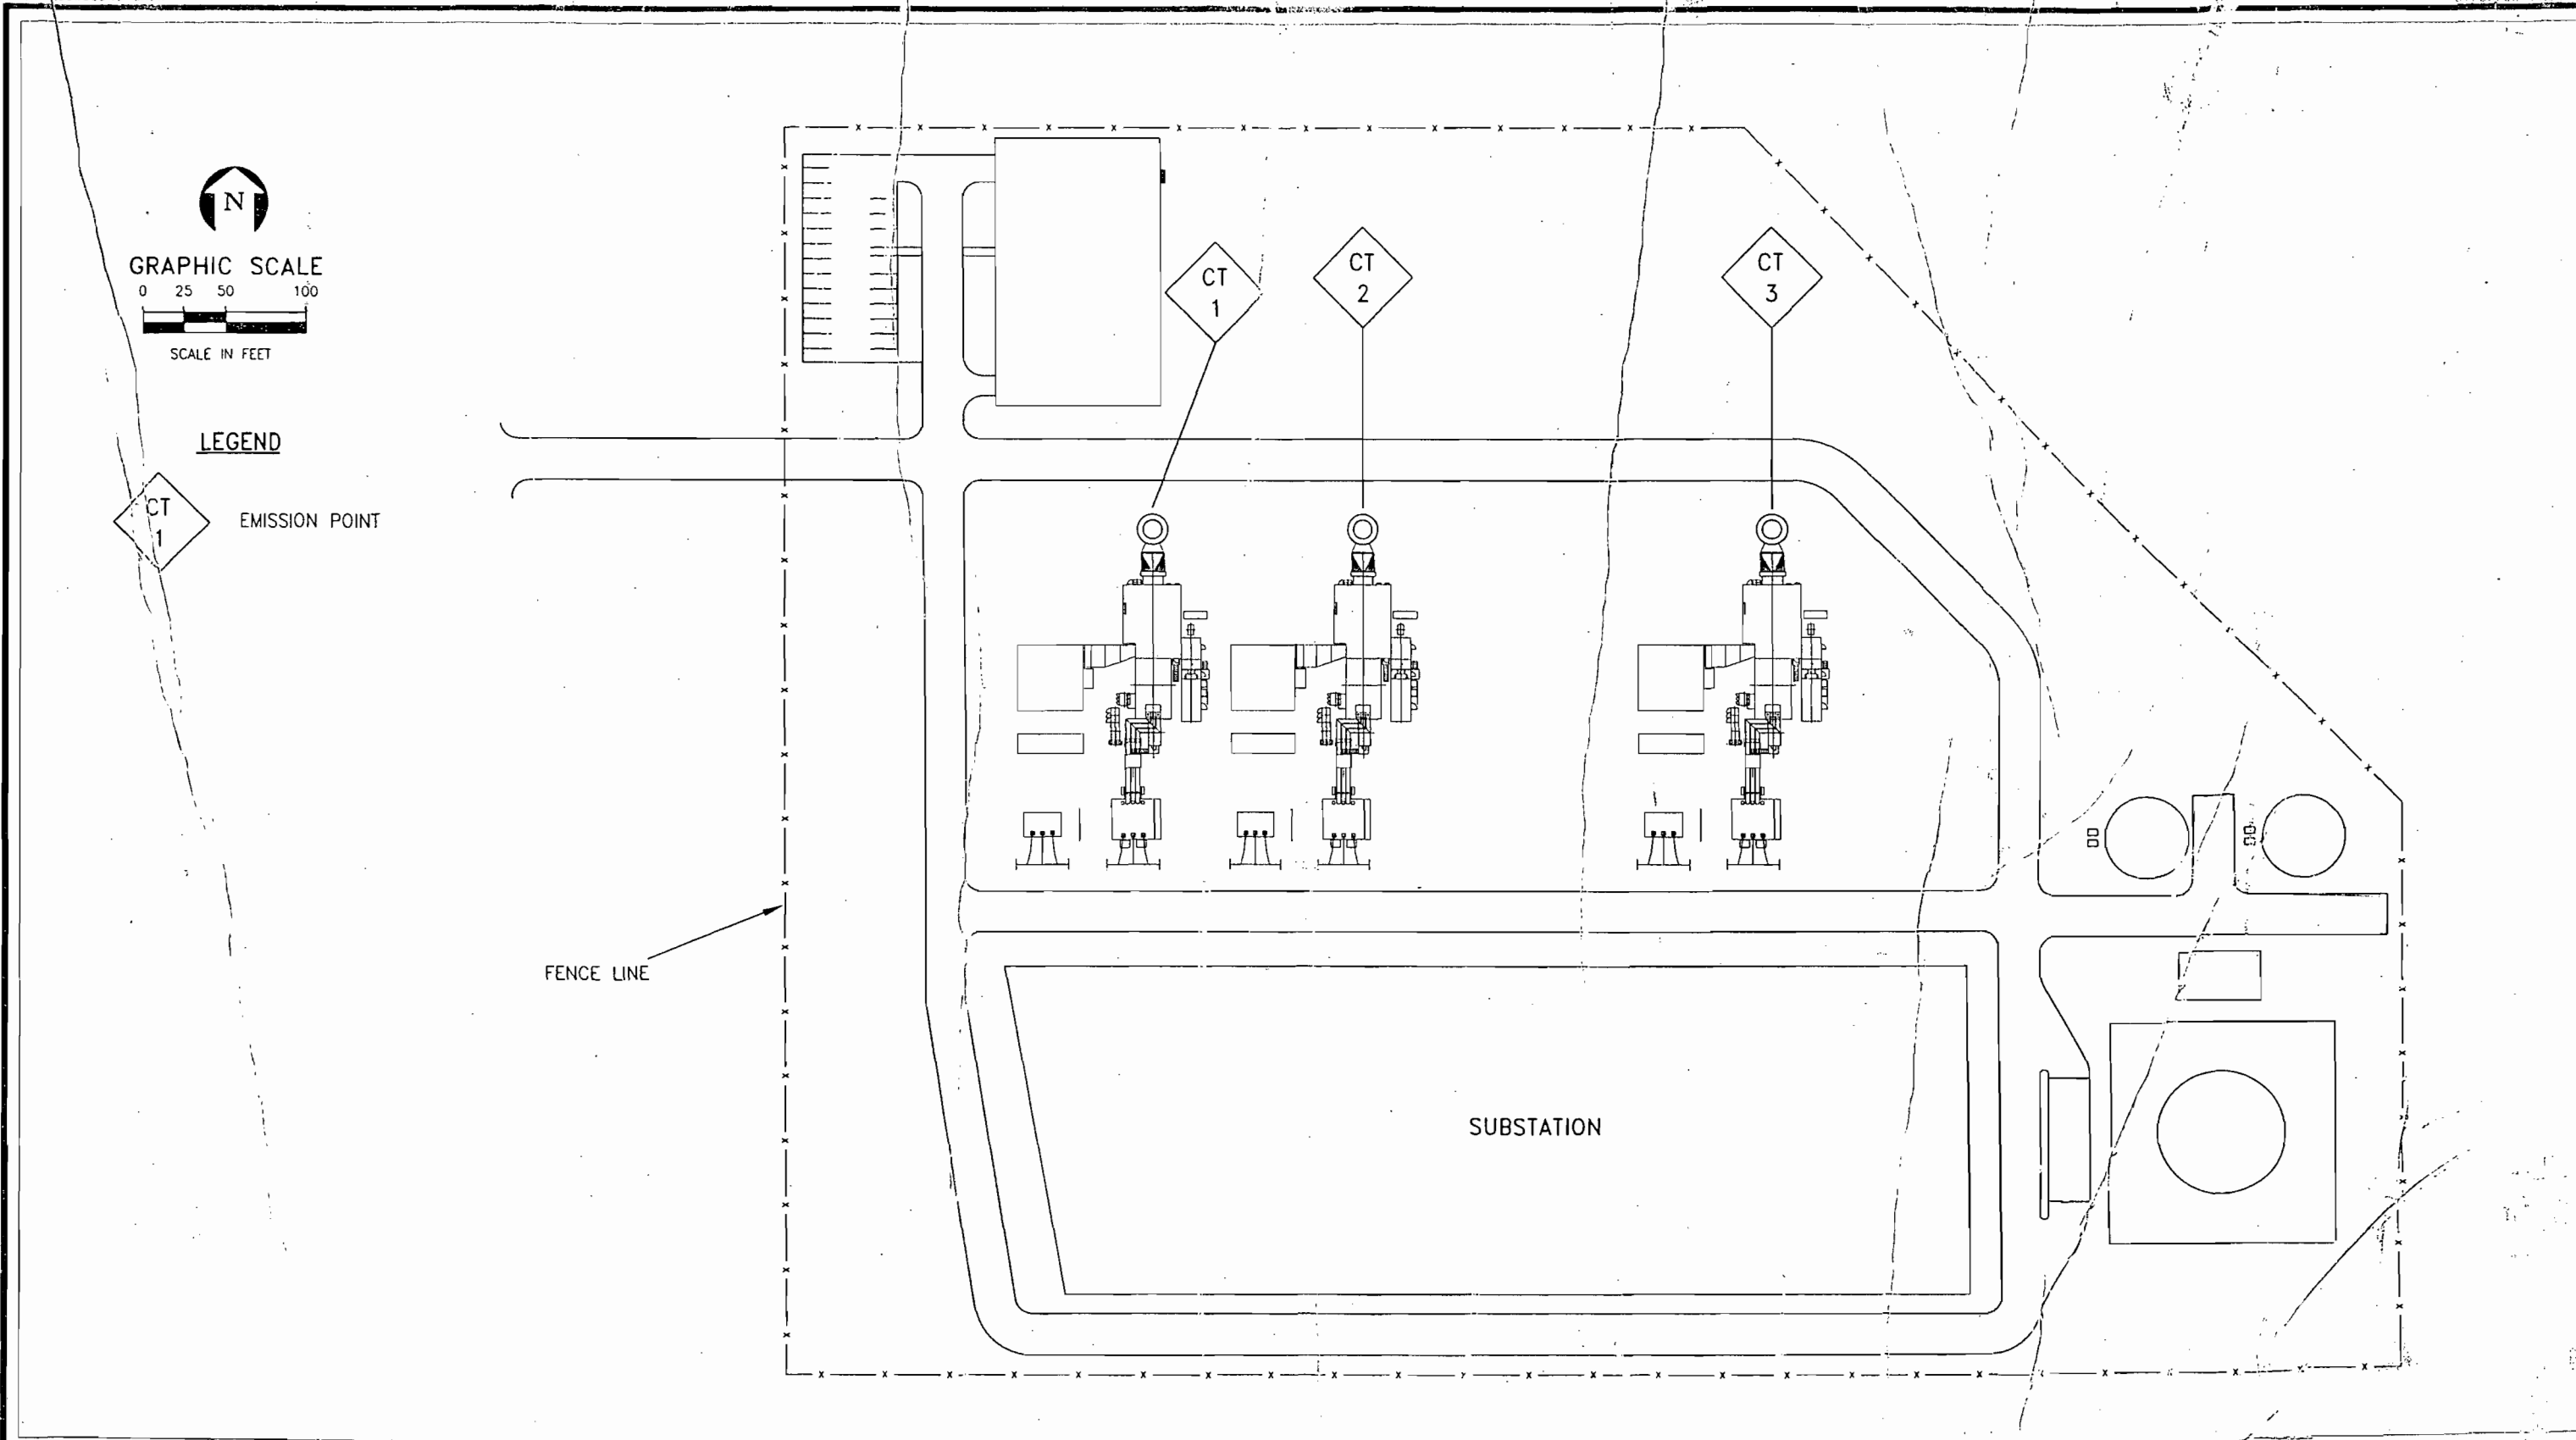 N
GRAPHIC SCALE
0 25 50 100
SCALE IN FEET
LEGEND
CT
1
EMISSION POINT
CT
1
CT
2
CT
3
FENCE LINE
SUBSTATION